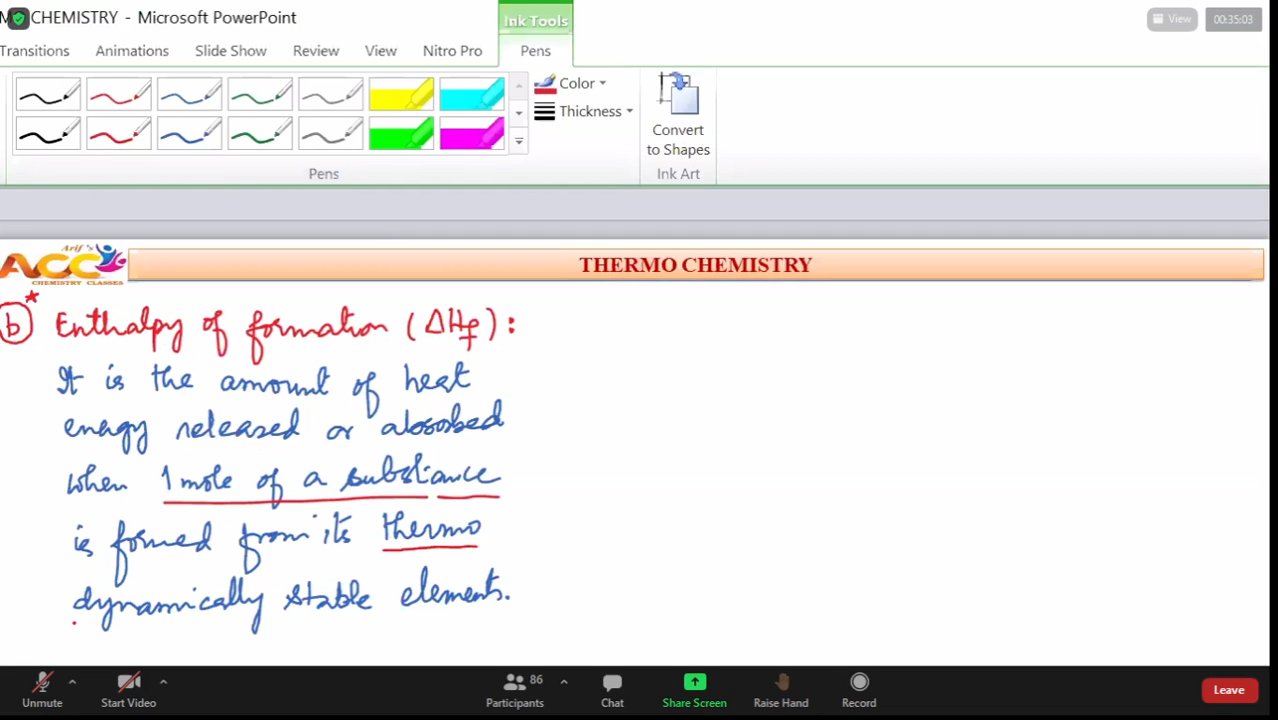 CHEMISTRY - Microsoft PowerPoint
Ink Tools
View
00:35:03
Transitions Animations Slide Show Review View Nitro Pro Pens
Color
Thickness
Convert
to Shapes
Pens
Ink Art
Arif's
ACC
CHEMISTRY CLASSES
THERMO CHEMISTRY
b* Enthalpy of formation (ΔHf):
It is the amount of heat
energy released or absorbed
when 1 mole of a substance
is formed from its thermo
dynamically stable elements.
86
Unmute Start Video Participants Chat Share Screen Raise Hand Record Leave